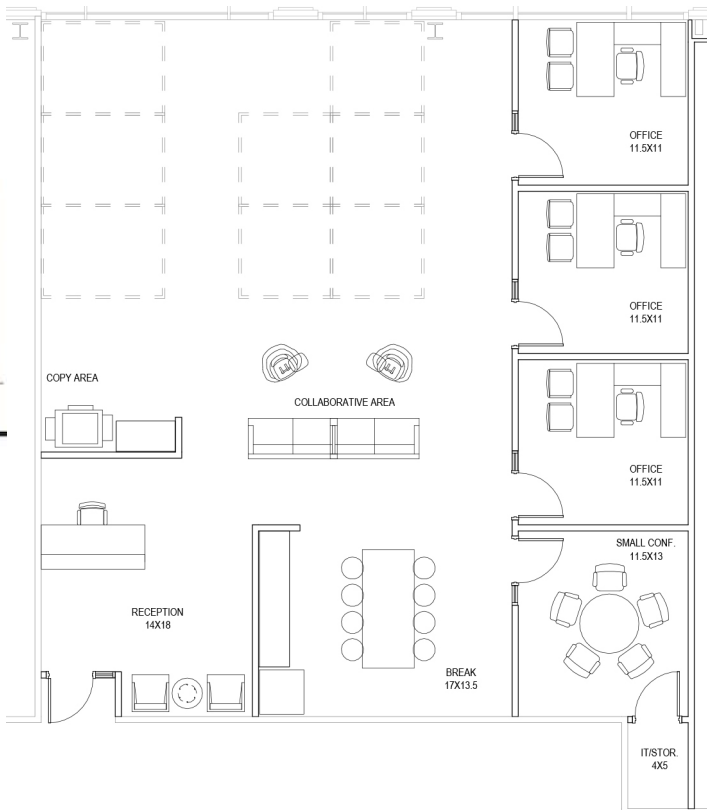 OFFICE
11.5X11
OFFICE
11.5X11
COPY AREA
COLLABORATIVE AREA
OFFICE
11.5X11
SMALL CONF.
11.5X13
RECEPTION
14X18
BREAK
17X13.5
IT/STOR.
4X5